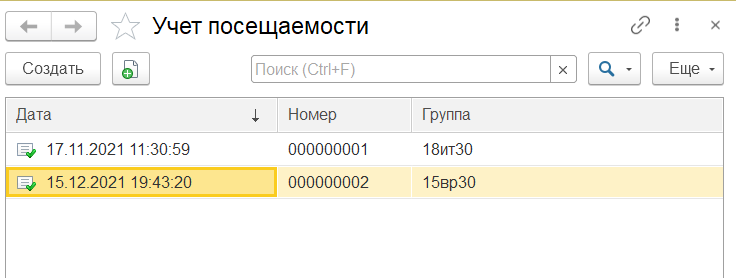 Учет посещаемости
Создать Поиск (Ctrl+F) Еще
Дата Номер Группа
17.11.2021 11:30:59 000000001 18ит30
15.12.2021 19:43:20 000000002 15вр30